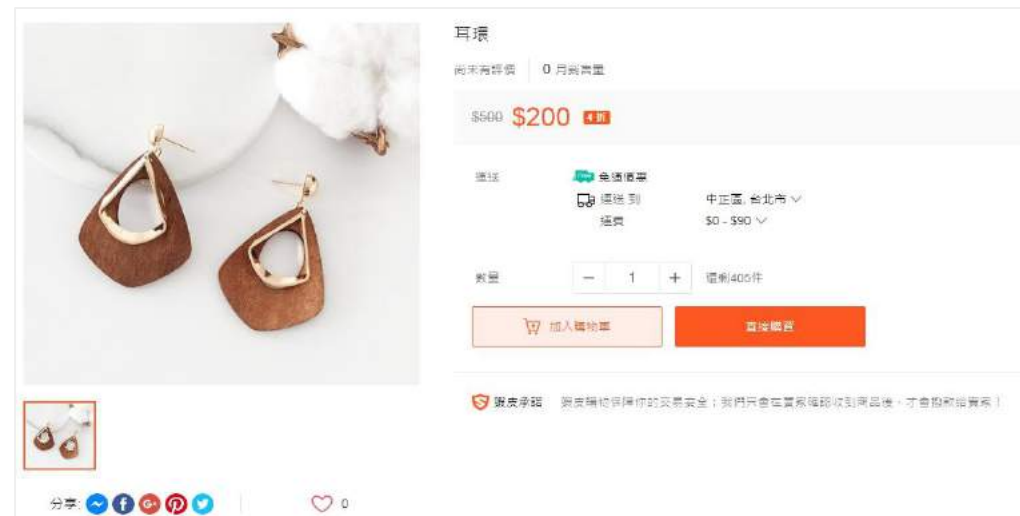 耳環
尚未有評價 0 月銷售量
$500 $200 4折
運送 免運優惠
運送 到 中正區, 台北市
運費 $0 - $90
數量 − 1 + 還剩405件
加入購物車 直接購買
蝦皮承諾 蝦皮購物保障你的交易安全；我們只會在買家確認收到商品後，才會撥款給賣家！
分享: 0